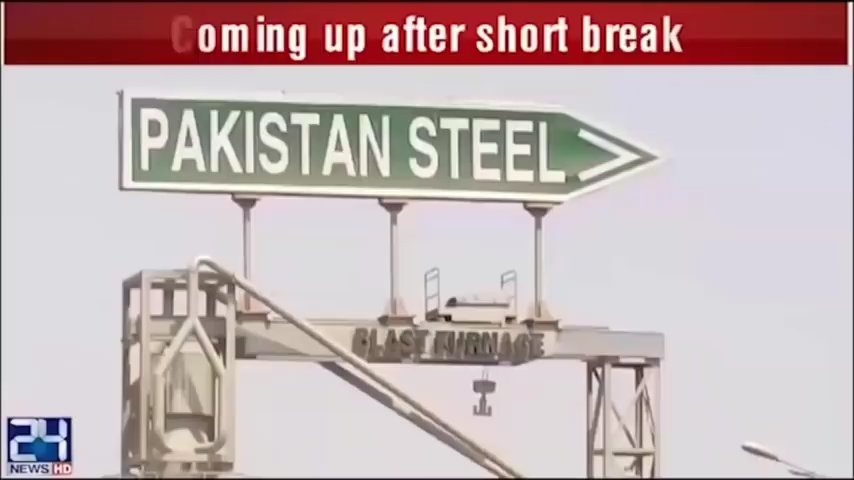 Coming up after short break
PAKISTAN STEEL
BLAST FURNACE
24
NEWS HD